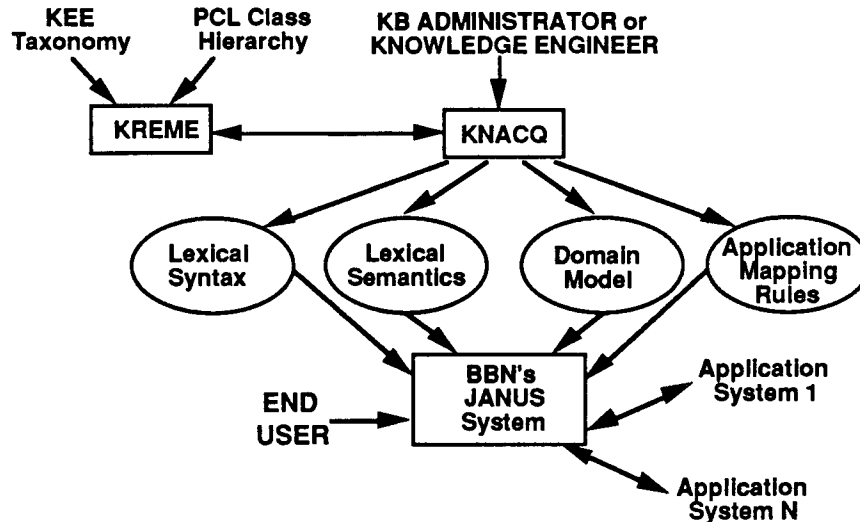 KEE
Taxonomy
PCL Class
Hierarchy
KB ADMINISTRATOR or
KNOWLEDGE ENGINEER
KREME
KNACQ
Lexical
Syntax
Lexical
Semantics
Domain
Model
Application
Mapping
Rules
BBN's
JANUS
System
END
USER
Application
System 1
Application
System N